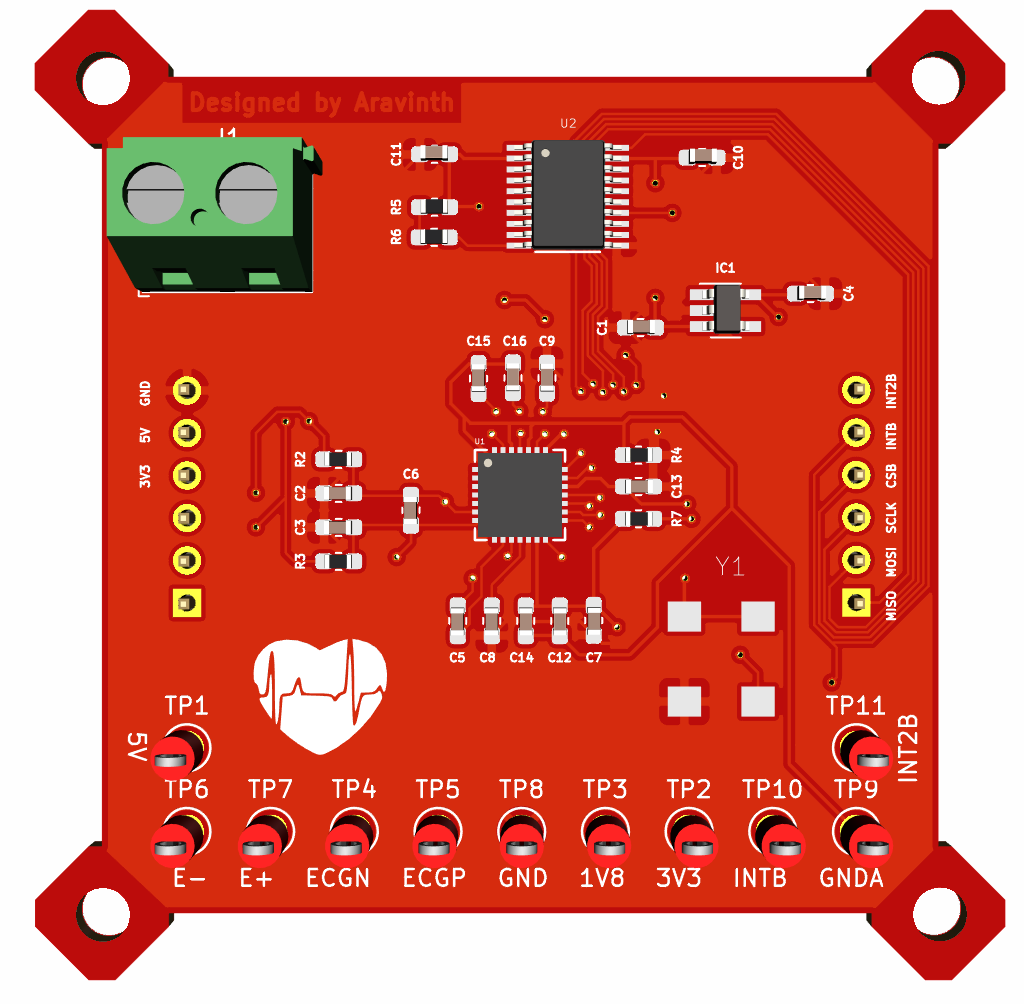 Designed by Aravinth
U2
C11
C10
R5
R6
IC1
C4
C1
C15
C16
C9
GND
5V
3V3
INT2B
INTB
CSB
SCLK
MOSI
MISO
U1
R2
C2
C3
R3
C6
R4
C13
R7
Y1
C5
C8
C14
C12
C7
TP1
5V
TP11
INT2B
TP6
TP7
TP4
TP5
TP8
TP3
TP2
TP10
TP9
E-
E+
ECGN
ECGP
GND
1V8
3V3
INTB
GNDA